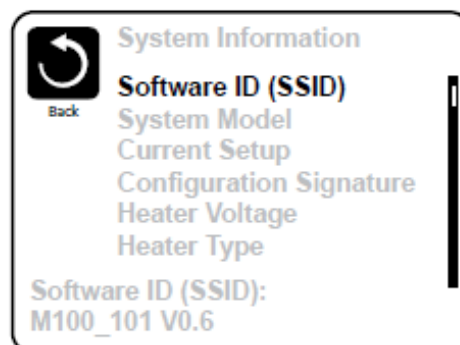 System Information
Back
Software ID (SSID)
System Model
Current Setup
Configuration Signature
Heater Voltage
Heater Type
Software ID (SSID):
M100_101 V0.6